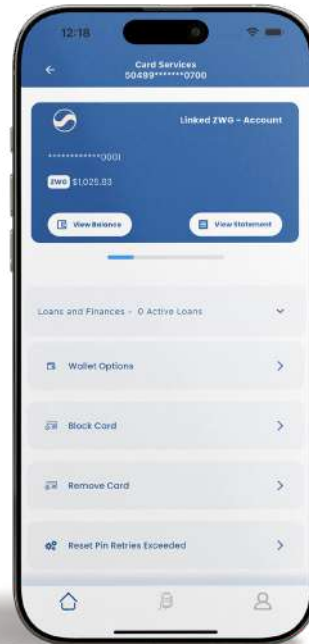 12:18
Card Services
50499*******0700
Linked ZWG - Account
************0001
ZWG $1,025.83
View Balance
View Statement
Loans and Finances - 0 Active Loans
Wallet Options
Block Card
Remove Card
Reset Pin Retries Exceeded